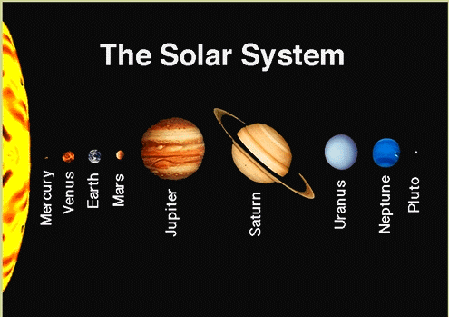 The Solar System
Mercury
Venus
Earth
Mars
Jupiter
Saturn
Uranus
Neptune
Pluto